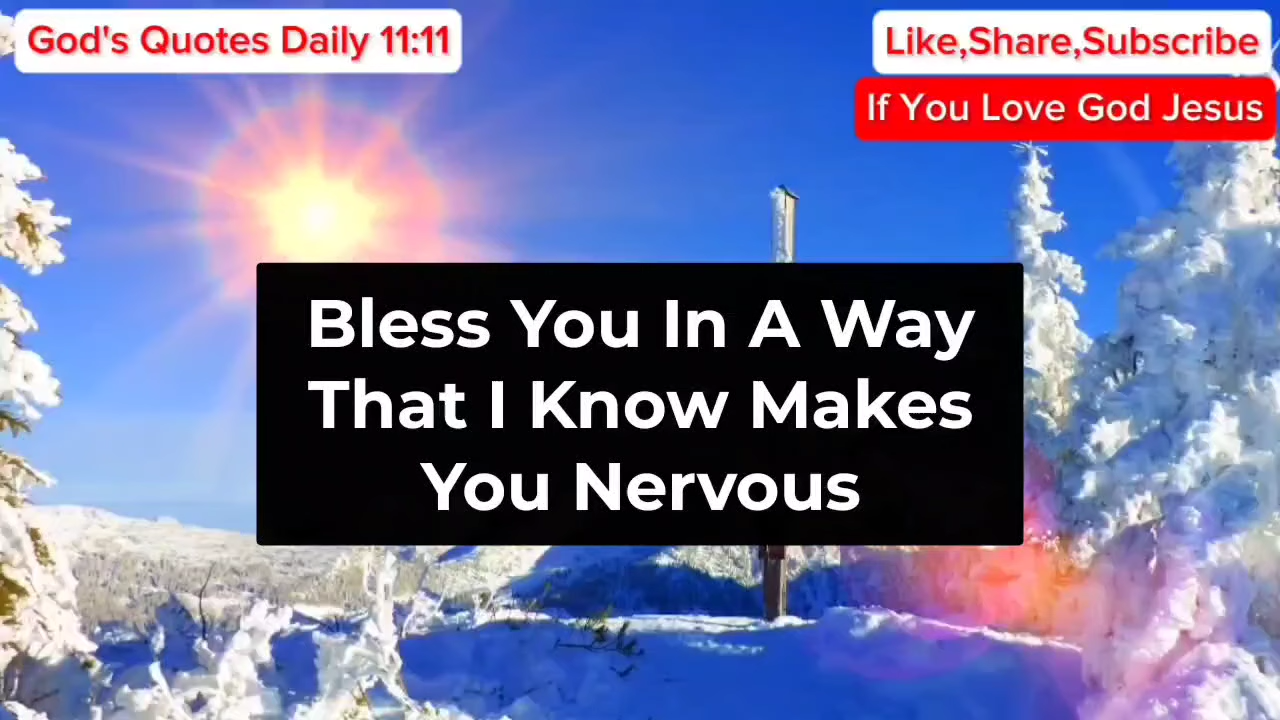 God's Quotes Daily 11:11
Like,Share,Subscribe
If You Love God Jesus
Bless You In A Way
That I Know Makes
You Nervous